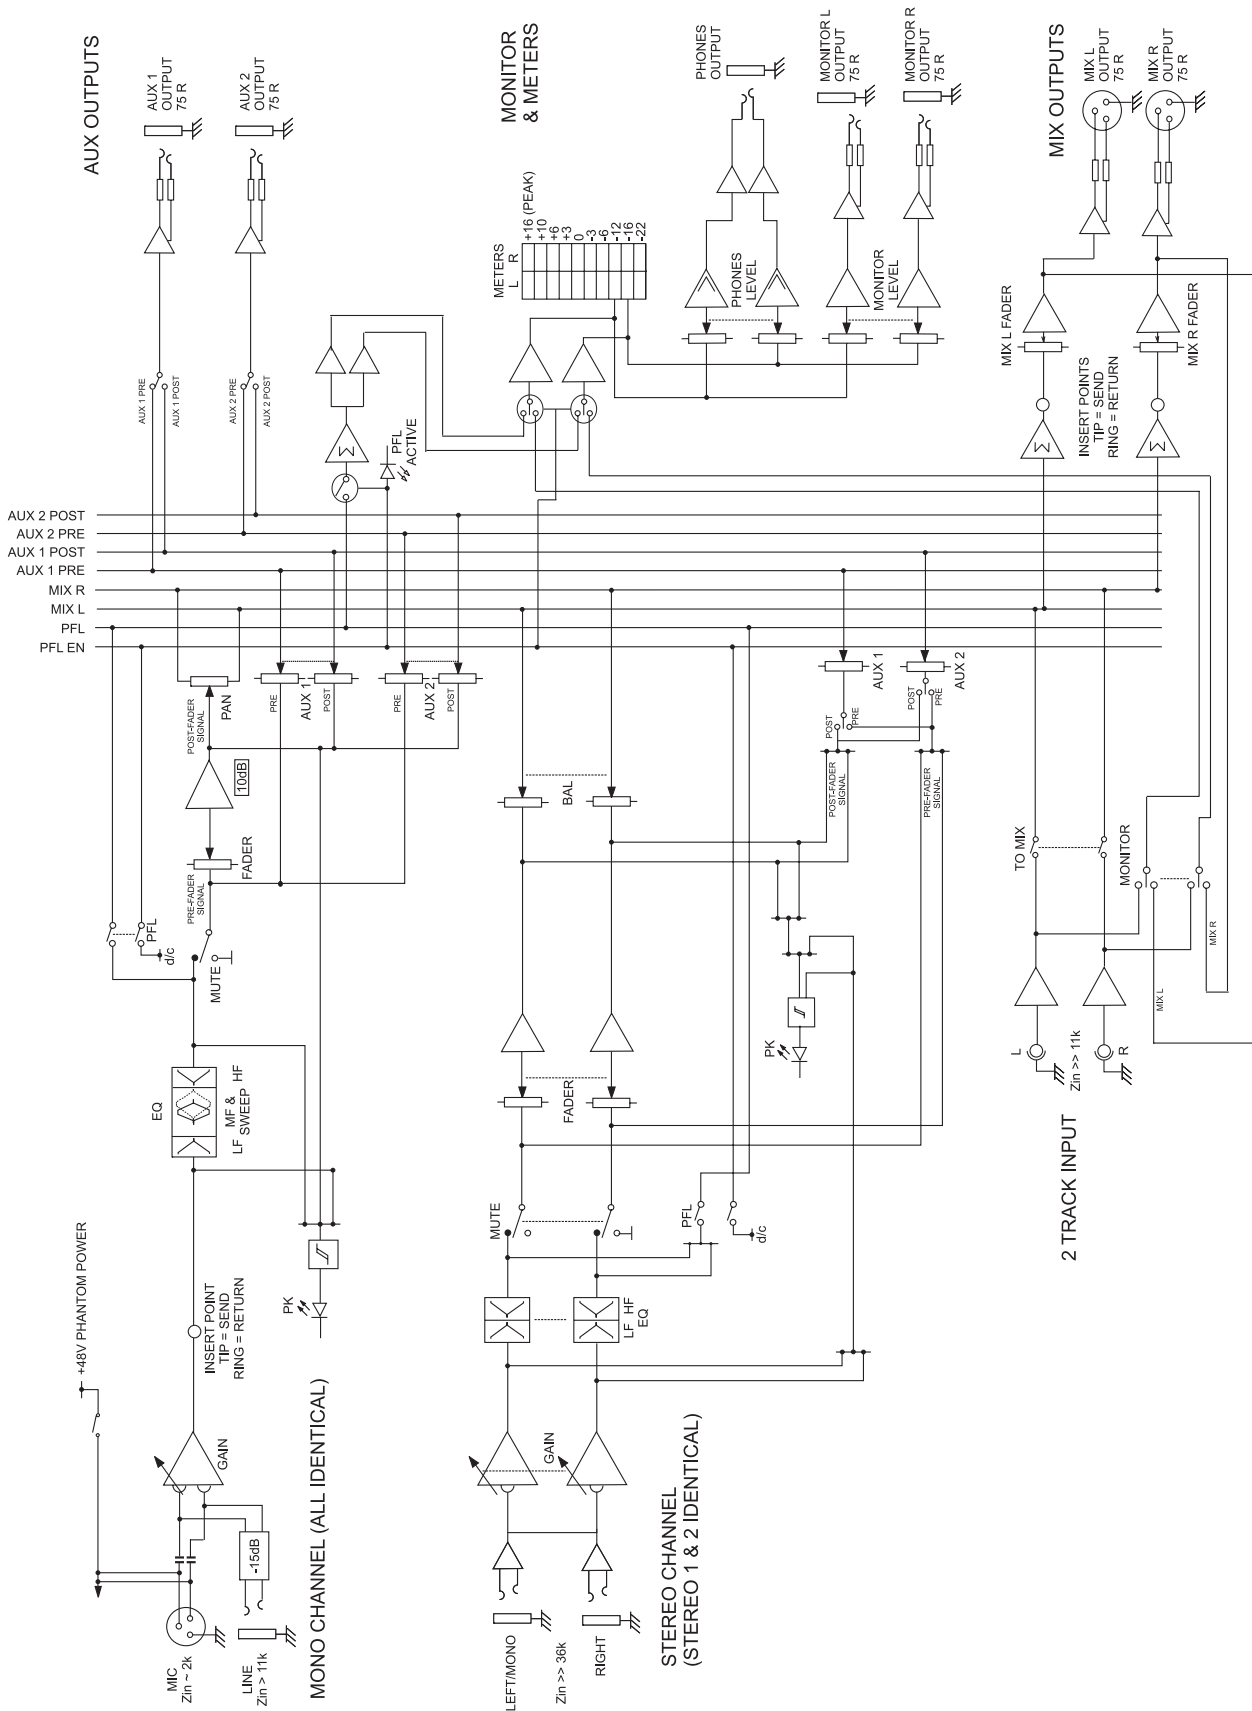 AUX OUTPUTS
AUX 1
OUTPUT
75 R
AUX 2
OUTPUT
75 R
AUX 1 PRE
AUX 1 POST
AUX 2 PRE
AUX 2 POST
MONITOR
& METERS
METERS
L R
+16 (PEAK)
+10
+6
+3
0
-3
-6
-12
-16
-22
PFL
ACTIVE
PHONES
OUTPUT
MONITOR L
OUTPUT
75 R
MONITOR R
OUTPUT
75 R
PHONES
LEVEL
MONITOR
LEVEL
MIX OUTPUTS
MIX L
OUTPUT
75 R
MIX R
OUTPUT
75 R
MIX L FADER
MIX R FADER
INSERT POINTS
TIP = SEND
RING = RETURN
Σ
Σ
Σ
AUX 2 POST
AUX 2 PRE
AUX 1 POST
AUX 1 PRE
MIX R
MIX L
PFL
PFL EN
PAN
POST-FADER
SIGNAL
10dB
FADER
PRE-FADER
SIGNAL
PRE
AUX 1
POST
PRE
AUX 2
POST
PFL
d/c
MUTE
EQ
LF
MF &
SWEEP
HF
PK
INSERT POINT
TIP = SEND
RING = RETURN
+48V PHANTOM POWER
GAIN
-15dB
MIC
Zin ~ 2k
LINE
Zin > 11k
MONO CHANNEL (ALL IDENTICAL)
AUX 1
AUX 2
POST
PRE
POST
PRE
POST-FADER
SIGNAL
PRE-FADER
SIGNAL
BAL
PK
FADER
MUTE
PFL
d/c
LF HF
EQ
GAIN
LEFT/MONO
Zin >> 36k
RIGHT
STEREO CHANNEL
(STEREO 1 & 2 IDENTICAL)
TO MIX
MONITOR
MIX L
MIX R
L
Zin >> 11k
R
2 TRACK INPUT